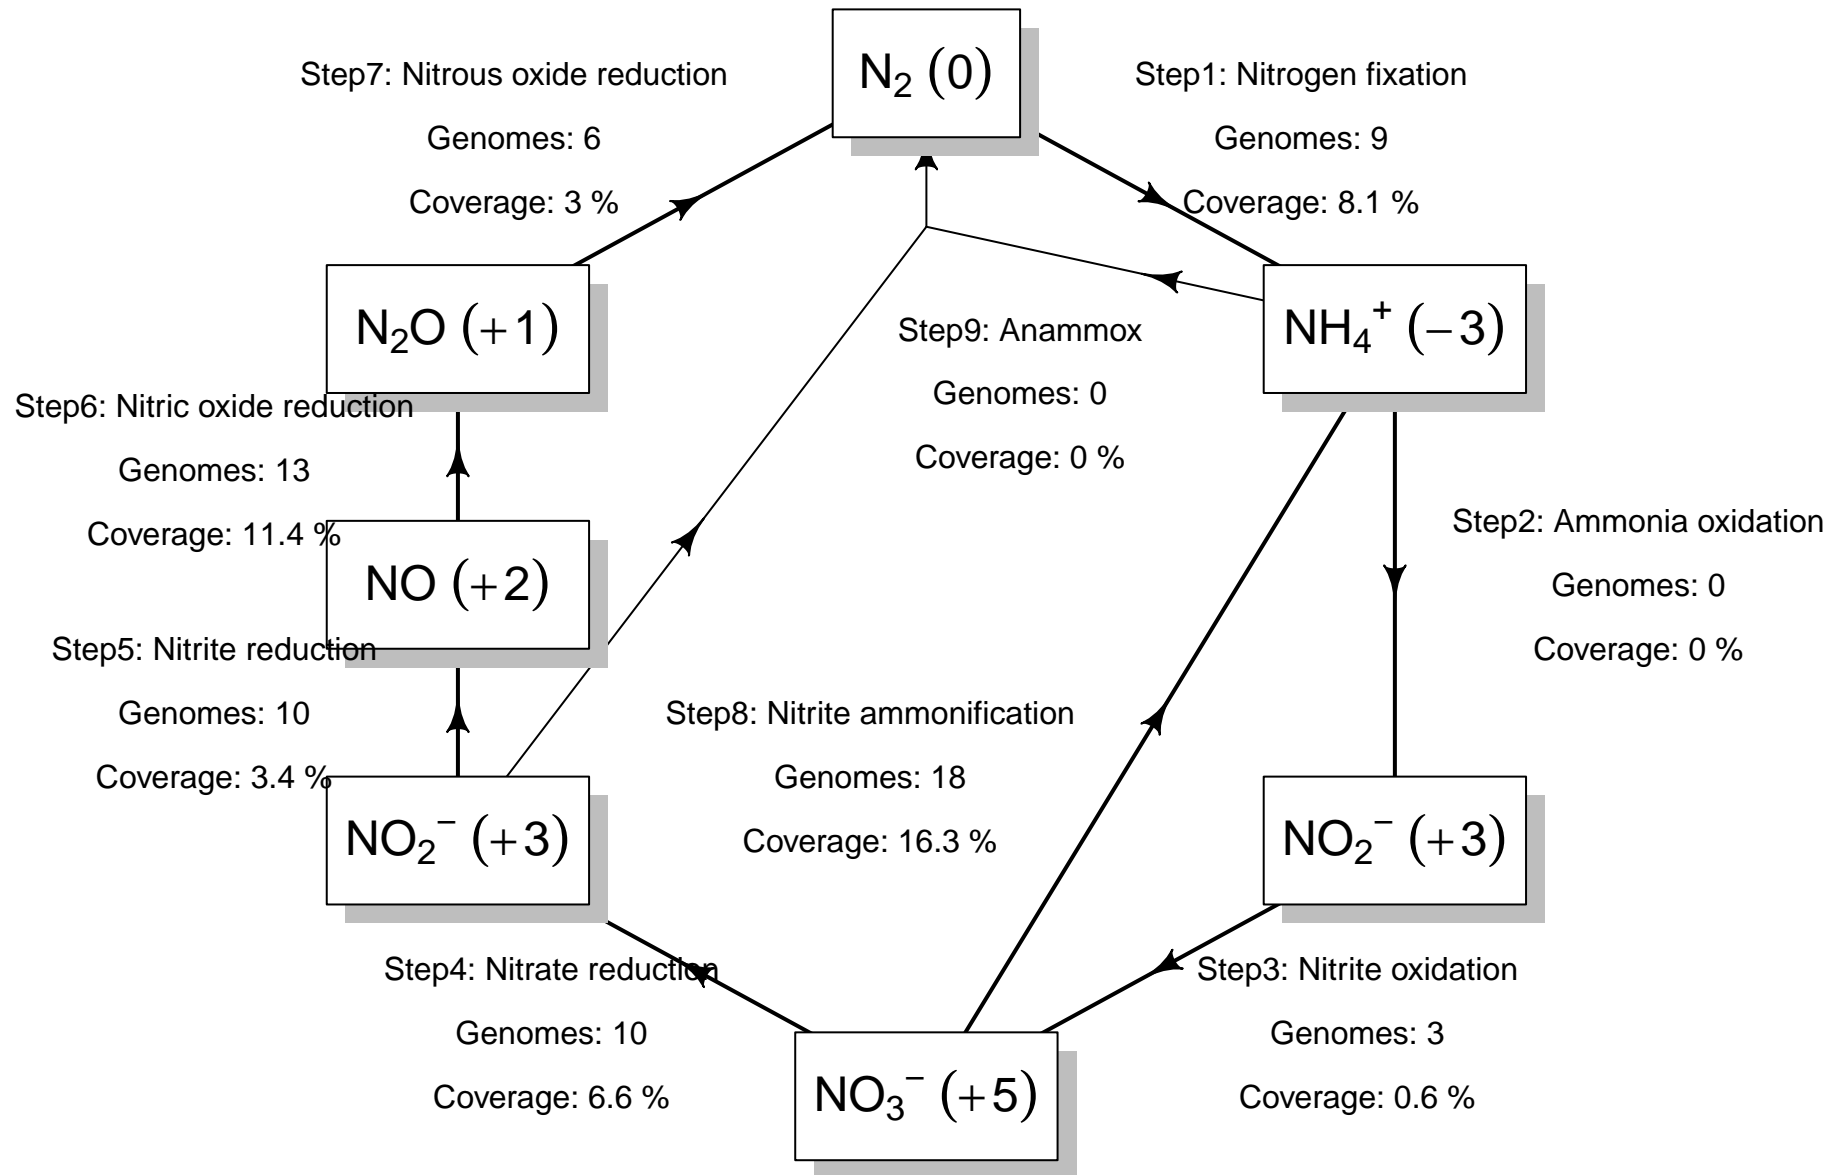 N₂ (0)
Step7: Nitrous oxide reduction
Genomes: 6
Coverage: 3 %
Step1: Nitrogen fixation
Genomes: 9
Coverage: 8.1 %
N₂O (+1)
Step9: Anammox
Genomes: 0
Coverage: 0 %
NH₄⁺ (−3)
Step6: Nitric oxide reduction
Genomes: 13
Coverage: 11.4 %
Step2: Ammonia oxidation
Genomes: 0
Coverage: 0 %
NO (+2)
Step5: Nitrite reduction
Genomes: 10
Coverage: 3.4 %
Step8: Nitrite ammonification
Genomes: 18
Coverage: 16.3 %
NO₂⁻ (+3)
NO₂⁻ (+3)
Step4: Nitrate reduction
Genomes: 10
Coverage: 6.6 %
Step3: Nitrite oxidation
Genomes: 3
Coverage: 0.6 %
NO₃⁻ (+5)